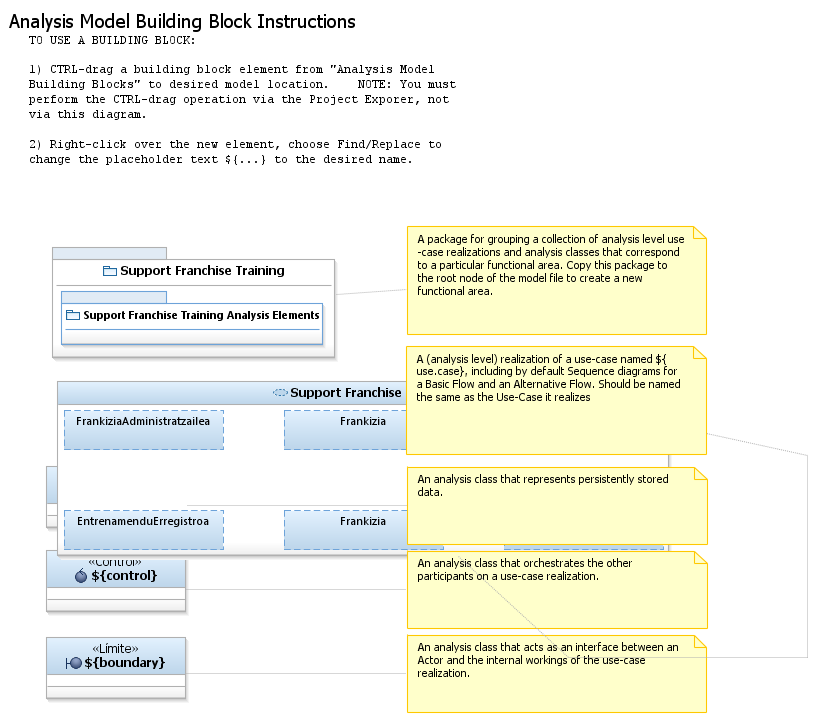 Analysis Model Building Block Instructions
TO USE A BUILDING BLOCK:
1) CTRL-drag a building block element from "Analysis Model
Building Blocks" to desired model location.    NOTE: You must
perform the CTRL-drag operation via the Project Exporer, not
via this diagram.
2) Right-click over the new element, choose Find/Replace to
change the placeholder text ${...} to the desired name.
Support Franchise Training
Support Franchise Training Analysis Elements
A package for grouping a collection of analysis level use
-case realizations and analysis classes that correspond
to a particular functional area. Copy this package to
the root node of the model file to create a new
functional area.
Support Franchise
FrankiziaAdministratzailea
Frankizia
EntrenamenduErregistroa
Frankizia
A (analysis level) realization of a use-case named ${
use.case}, including by default Sequence diagrams for
a Basic Flow and an Alternative Flow. Should be named
the same as the Use-Case it realizes
An analysis class that represents persistently stored
data.
«Control»
${control}
An analysis class that orchestrates the other
participants on a use-case realization.
«Límite»
${boundary}
An analysis class that acts as an interface between an
Actor and the internal workings of the use-case
realization.